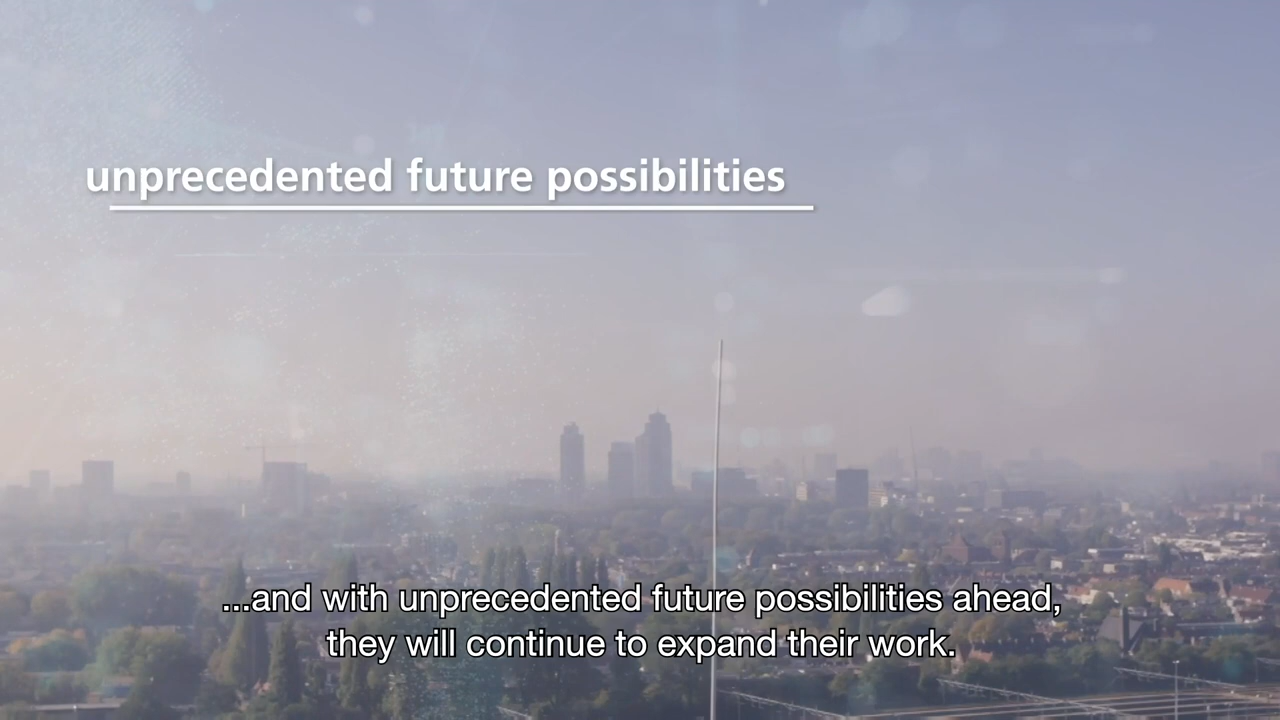 unprecedented future possibilities
...and with unprecedented future possibilities ahead,
they will continue to expand their work.